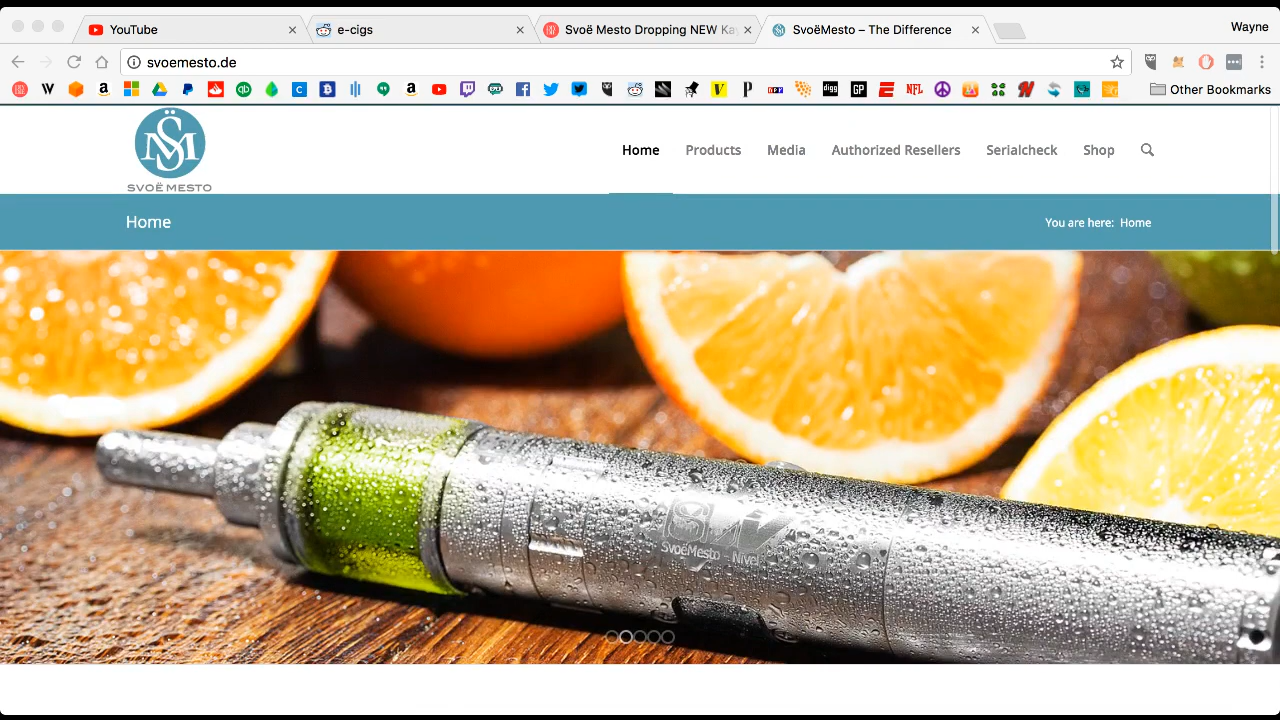 YouTube
e-cigs
Svoë Mesto Dropping NEW Ka
SvoëMesto – The Difference
Wayne
svoemesto.de
Other Bookmarks
SVOË MESTO
Home
Products
Media
Authorized Resellers
Serialcheck
Shop
Home
You are here: Home
SvoëMesto - Nivel